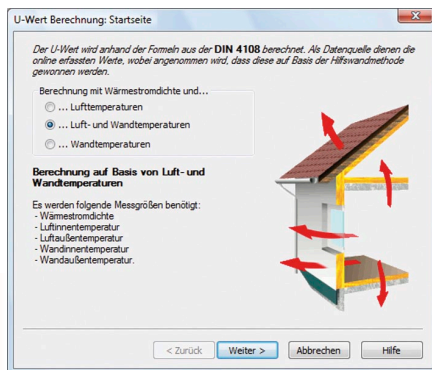 U-Wert Berechnung: Startseite
Der U-Wert wird anhand der Formeln aus der DIN 4108 berechnet. Als Datenquelle dienen die
online erfassten Werte, wobei angenommen wird, dass diese auf Basis der Hilfswandmethode
gewonnen werden.
Berechnung mit Wärmestromdichte und...
... Lufttemperaturen
... Luft- und Wandtemperaturen
... Wandtemperaturen
Berechnung auf Basis von Luft- und
Wandtemperaturen
Es werden folgende Messgrößen benötigt:
- Wärmestromdichte
- Luftinnentemperatur
- Luftaußentemperatur
- Wandinnentemperatur
- Wandaußentemperatur.
< Zurück Weiter > Abbrechen Hilfe